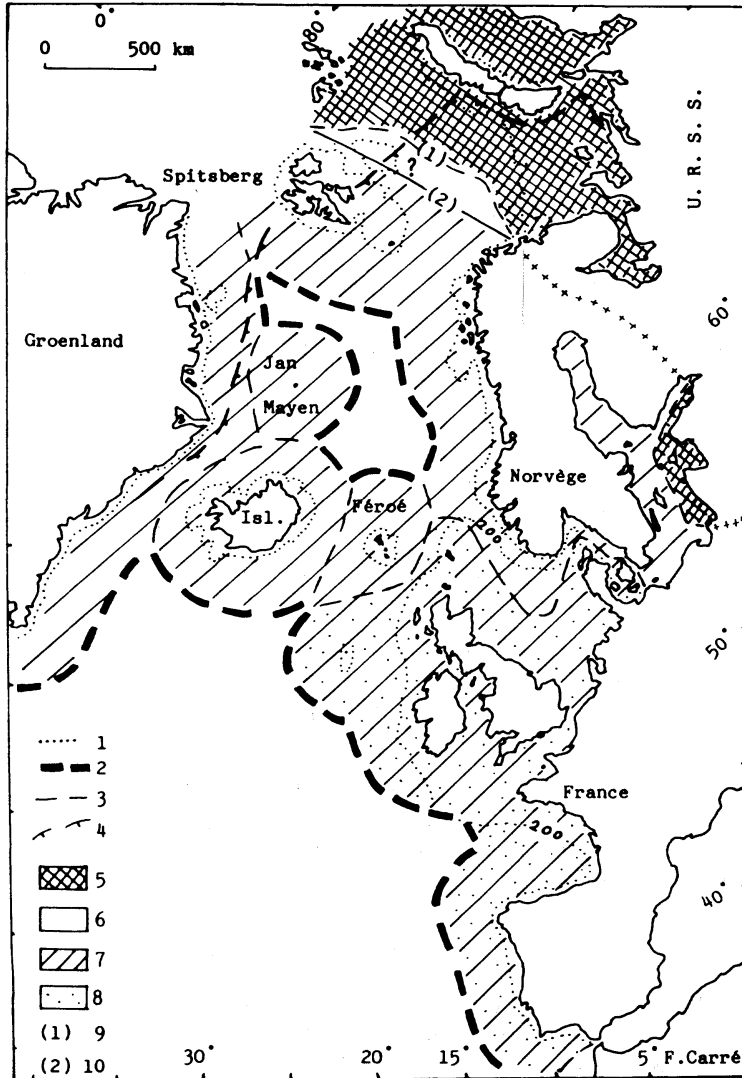 0°
0 500 km
80°
U. R. S. S.
Spitsberg
(1)
?
(2)
60°
Groenland
Jan
Mayen
Norvège
Isl.
Féroé
200
50°
1
2
France
3
200
4
5
40°
6
7
8
(1) 9
(2) 10
30° 20° 15° 5° F.Carré